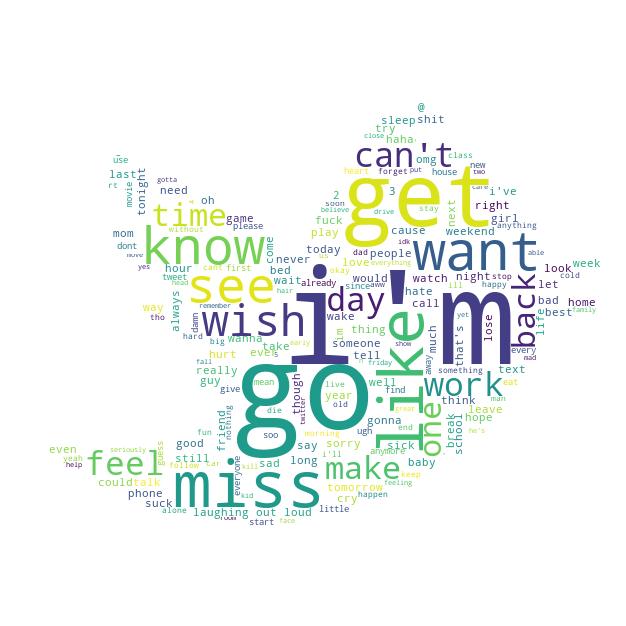 @
sleep shit
try
haha
close
can't
omg class
use
last
rt
movie
tonight
gotta
need
oh
forget put house new
two
care
heart
2
3
i've
get
stay
next
right
girl
anything
time
game
please
without
soon
believe
drive
fuck
play
cause
weekend
mom
dont
move
know
come
never
today
us
dad people
idk
want
able
yes
hour
cant first
bed
wait
okay
love everything
since aww
would
watch
ill
night stop
happy
look
week
cold
tweet
head
see
hair
already
i'm
day
hate
call
let
home
family
way
tho
always
damn
wish
wake
im
thing
like
much
that's
yet
lose
back
bad
best
life
hard
big wanna
take
early
someone
tell
if friday
show
away
something
every
mad
hurt
even
s
really
guy
give
mean
go
though
live
year
old
die
twitter
well
find
great
work
text eat
think man
fall
fun
nothing
friend
soo
morning
say
sorry
ugh
gonna
end
one
break
school
leave
hope
he's
even
yeah
help
seriously
feel
guess
good
still
sad
long
i'll
make
sick
anymore
baby
feeling
keep
could talk
follow car
everyone
kill
miss
tomorrow
cry
happen
phone
suck
alone
remember
kid
laughing out loud
room
start face
little